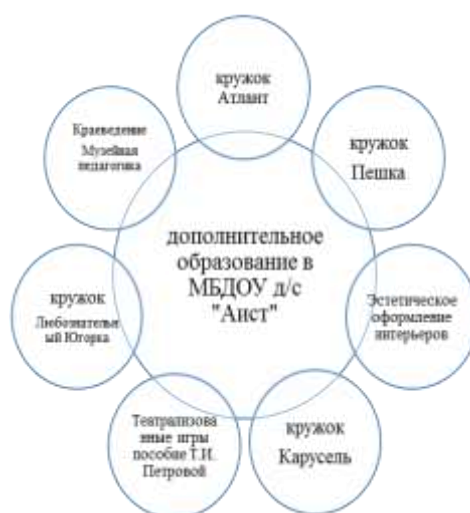 кружок
Атлант
кружок
Пешка
Эстетическое
оформление
интерьеров
кружок
Карусель
Театрализова
нные игры
пособие Т.И.
Петровой
кружок
Любознательн
ый Югорка
Краеведение
Музейная
педагогика
дополнительное
образование в
МБДОУ д/с
"Аист"